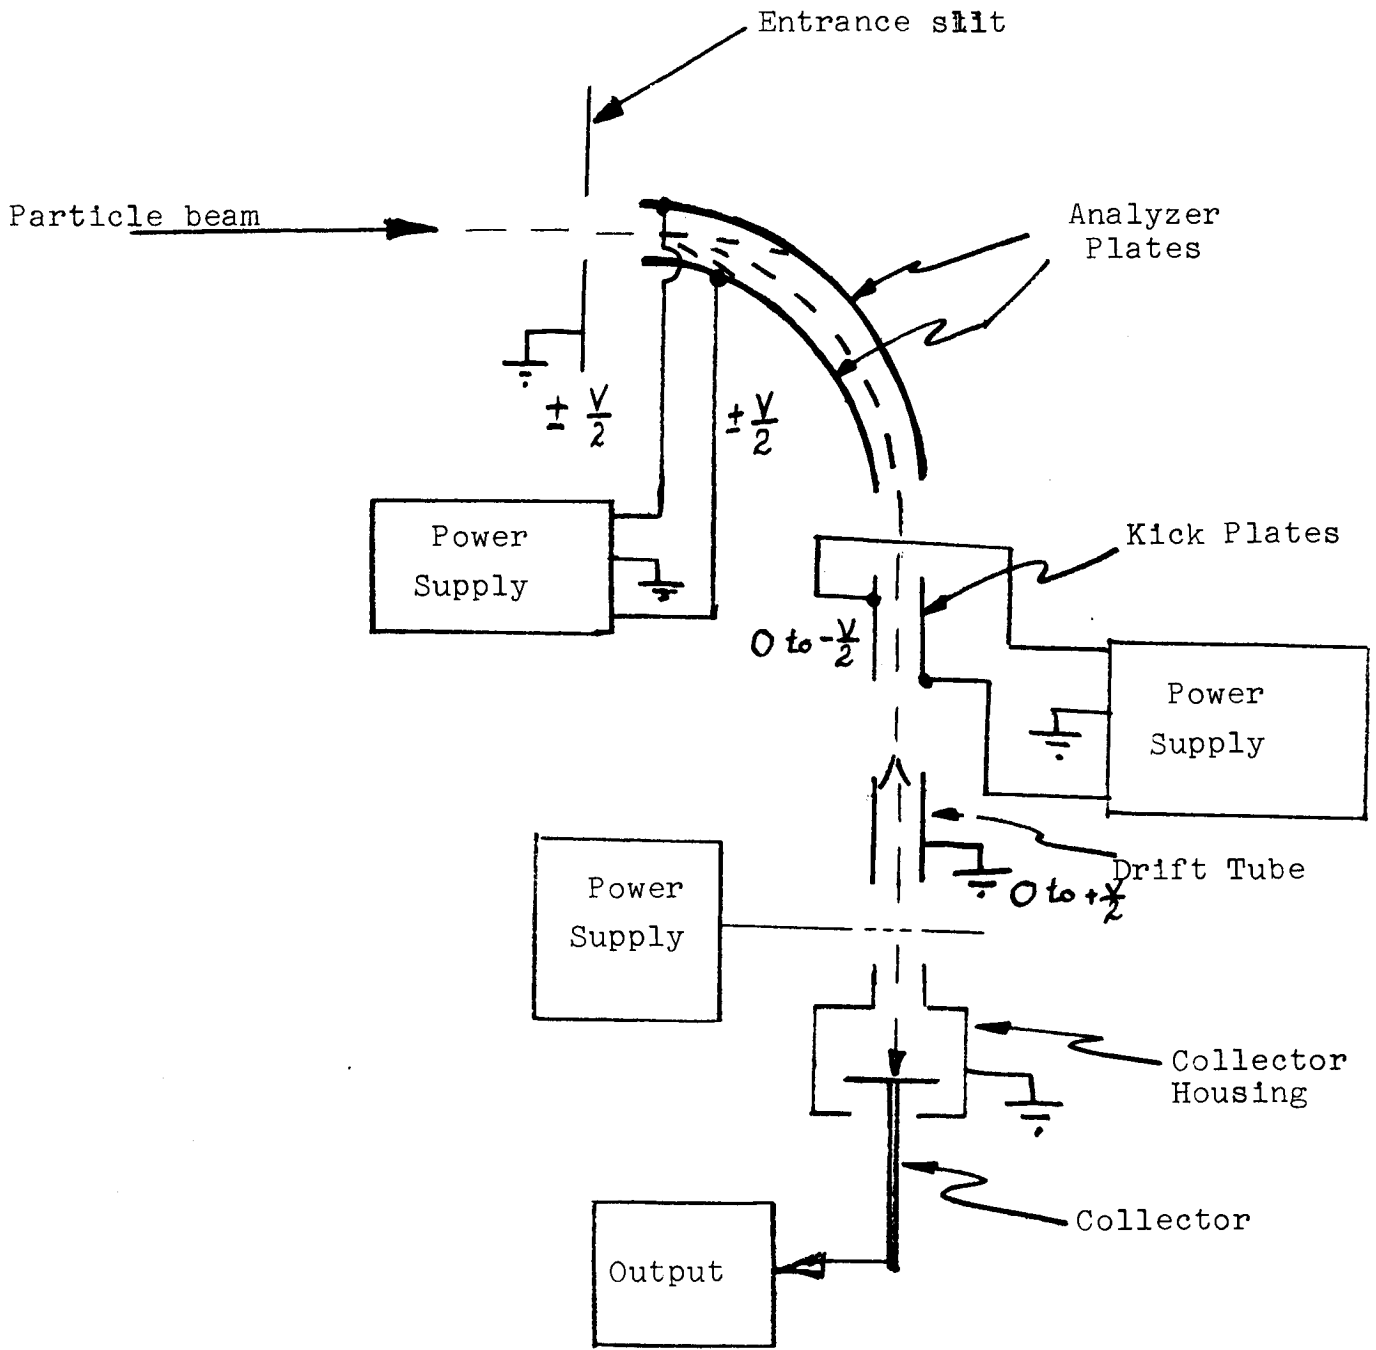 Entrance slit
Particle beam
Analyzer
Plates
± V/2
± V/2
Power
Supply
Kick Plates
0 to -V/2
Power
Supply
Drift Tube
0 to +V/2
Power
Supply
Collector
Housing
Collector
Output